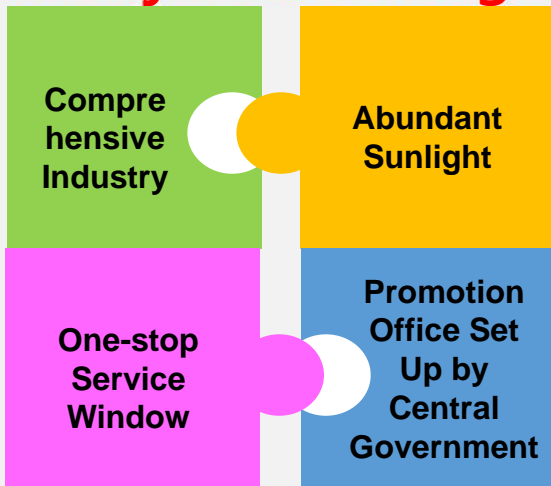 Compre
hensive
Industry
Abundant
Sunlight
One-stop
Service
Window
Promotion
Office Set
Up by
Central
Government